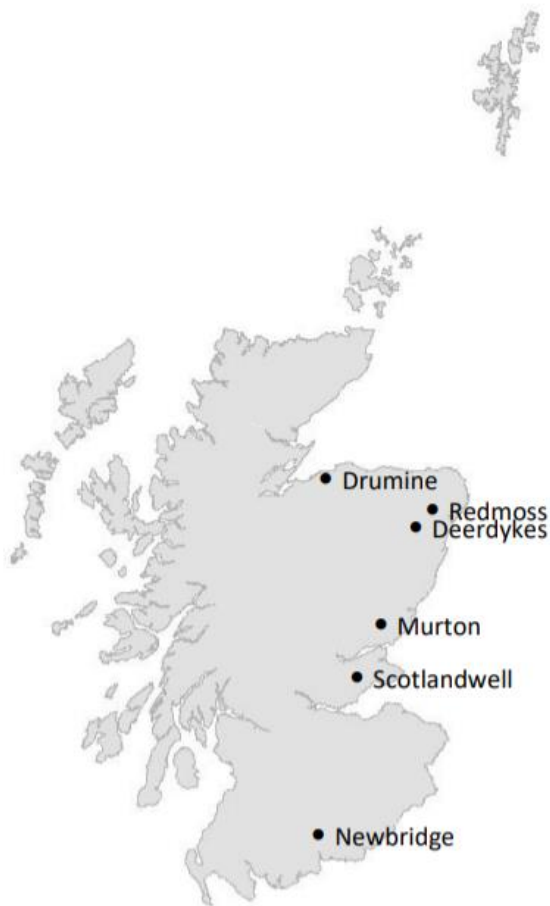 Drumine
Redmoss
Deerdykes
Murton
Scotlandwell
Newbridge